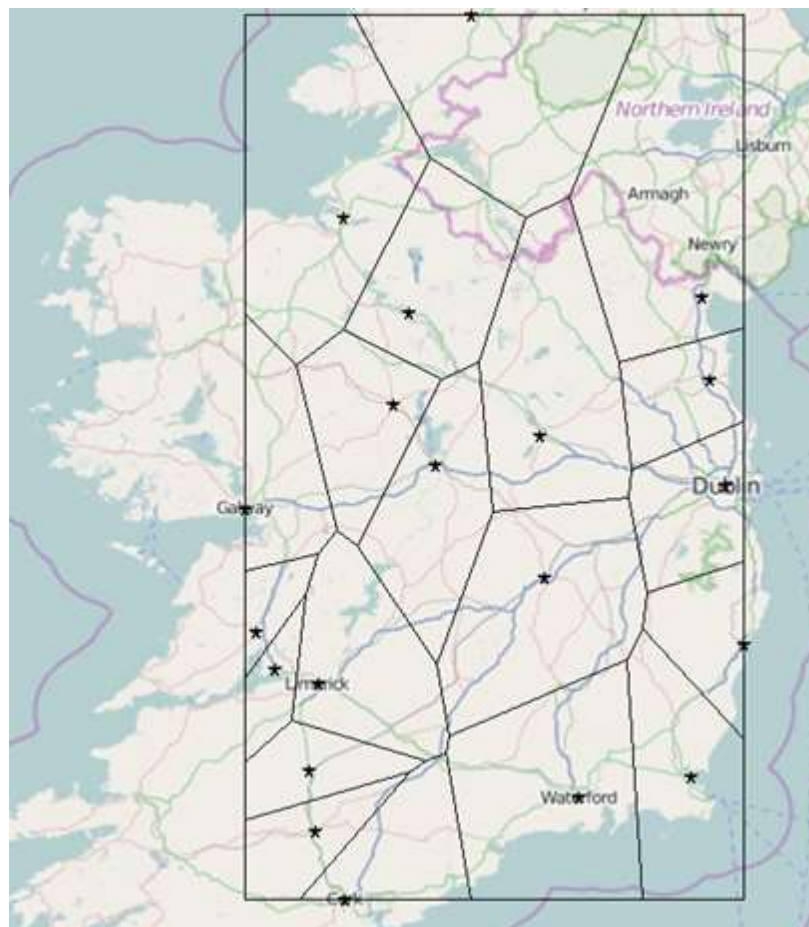 Northern Ireland
Lisburn
Armagh
Newry
Dublin
Galway
Limerick
Waterford
Cork